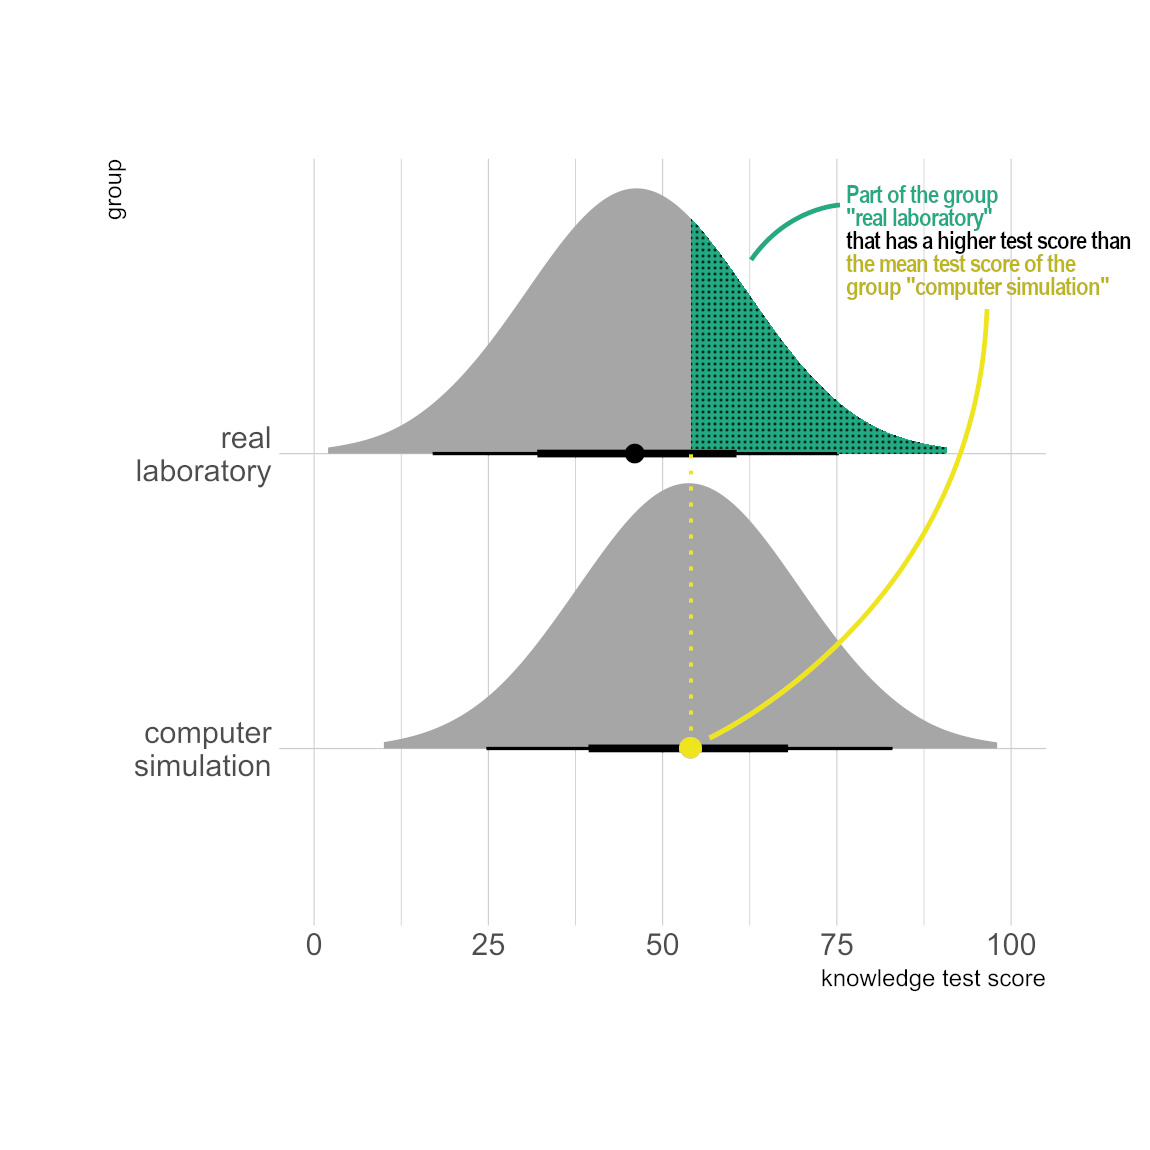 group
Part of the group
"real laboratory"
that has a higher test score than
the mean test score of the
group "computer simulation"
real
laboratory
computer
simulation
0 25 50 75 100
knowledge test score